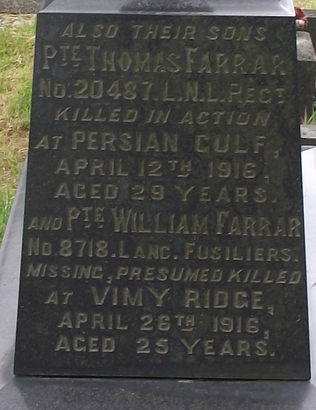 ALSO THEIR SONS
PTE THOMAS FARRAR
NO. 20487. L.N.L. REGT
KILLED IN ACTION
AT PERSIAN GULF,
APRIL 12TH 1916.
AGED 29 YEARS.
AND PTE WILLIAM FARRAR
NO. 8718. LANC. FUSILIERS.
MISSING, PRESUMED KILLED
AT VIMY RIDGE,
APRIL 26TH 1916,
AGED 25 YEARS.